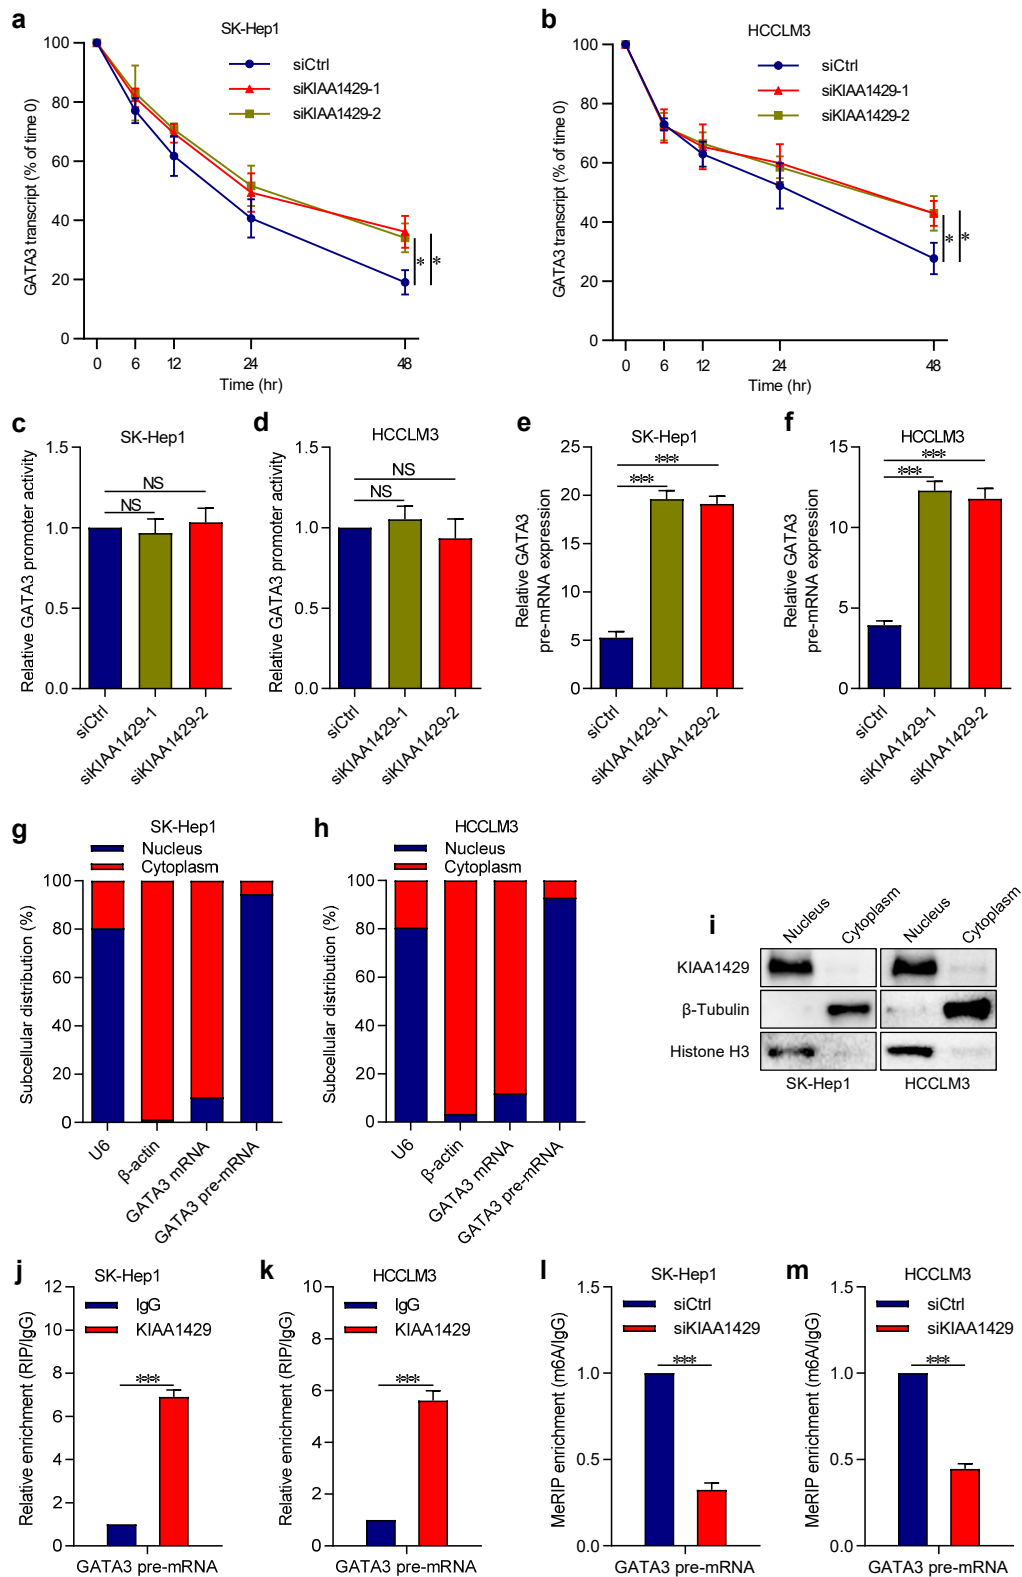 a
SK-Hep1
GATA3 transcript (% of time 0)
100
80
60
40
20
0
siCtrl
siKIAA1429-1
siKIAA1429-2
* *
0 6 12 24 48
Time (hr)
b
HCCLM3
GATA3 transcript (% of time 0)
100
80
60
40
20
0
siCtrl
siKIAA1429-1
siKIAA1429-2
* *
0 6 12 24 48
Time (hr)
c
SK-Hep1
Relative GATA3 promoter activity
1.5
1.0
0.5
0.0
NS
NS
siCtrl
siKIAA1429-1
siKIAA1429-2
d
HCCLM3
Relative GATA3 promoter activity
1.5
1.0
0.5
0.0
NS
NS
siCtrl
siKIAA1429-1
siKIAA1429-2
e
SK-Hep1
Relative GATA3
pre-mRNA expression
25
20
15
10
5
0
***
***
siCtrl
siKIAA1429-1
siKIAA1429-2
f
HCCLM3
Relative GATA3
pre-mRNA expression
15
10
5
0
***
***
siCtrl
siKIAA1429-1
siKIAA1429-2
g
SK-Hep1
Nucleus
Cytoplasm
Subcellular distribution (%)
100
80
60
40
20
0
U6
β-actin
GATA3 mRNA
GATA3 pre-mRNA
h
HCCLM3
Nucleus
Cytoplasm
Subcellular distribution (%)
100
80
60
40
20
0
U6
β-actin
GATA3 mRNA
GATA3 pre-mRNA
i
Nucleus Cytoplasm Nucleus Cytoplasm
KIAA1429
β-Tubulin
Histone H3
SK-Hep1 HCCLM3
j
SK-Hep1
Relative enrichment (RIP/IgG)
12
10
8
6
4
2
0
IgG
KIAA1429
***
GATA3 pre-mRNA
k
HCCLM3
Relative enrichment (RIP/IgG)
10
8
6
4
2
0
IgG
KIAA1429
***
GATA3 pre-mRNA
l
SK-Hep1
MeRIP enrichment (m6A/IgG)
1.5
1.0
0.5
0.0
siCtrl
siKIAA1429
***
GATA3 pre-mRNA
m
HCCLM3
MeRIP enrichment (m6A/IgG)
1.5
1.0
0.5
0.0
siCtrl
siKIAA1429
***
GATA3 pre-mRNA